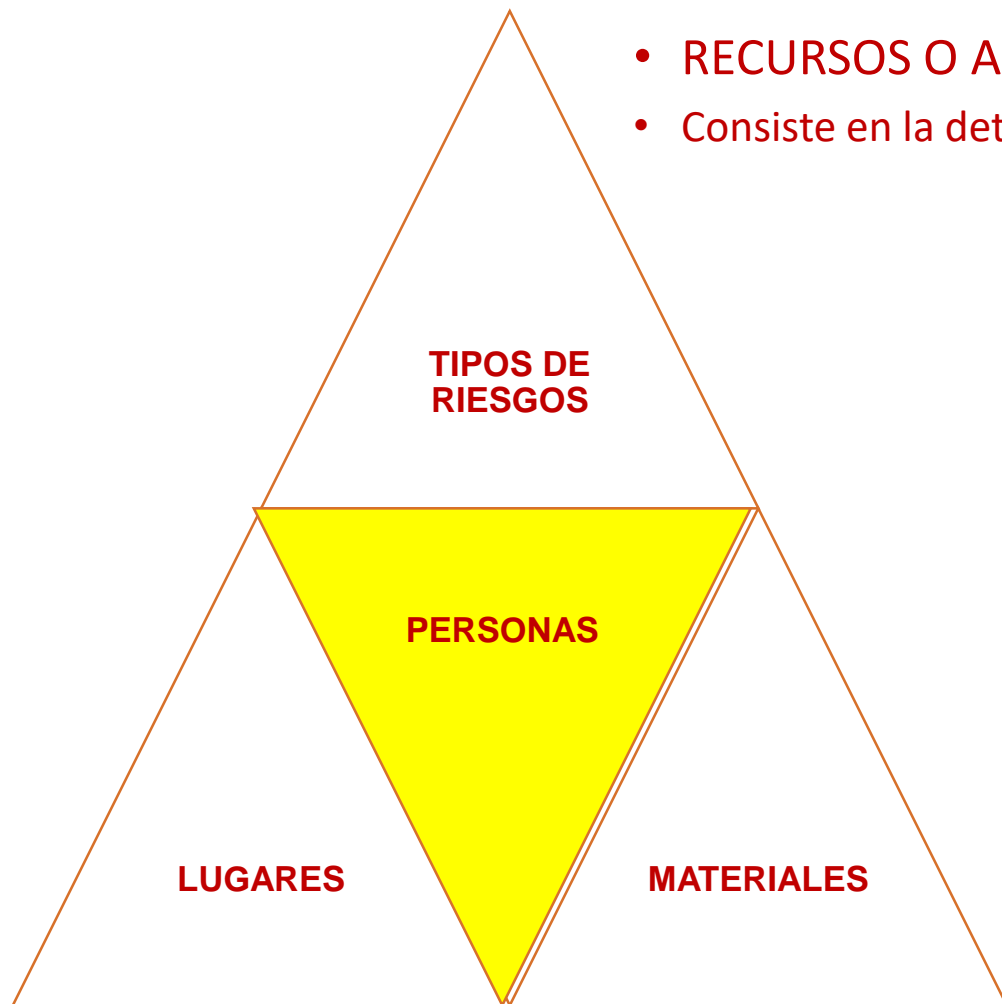 • RECURSOS O A
• Consiste en la det
TIPOS DE
RIESGOS
PERSONAS
LUGARES
MATERIALES